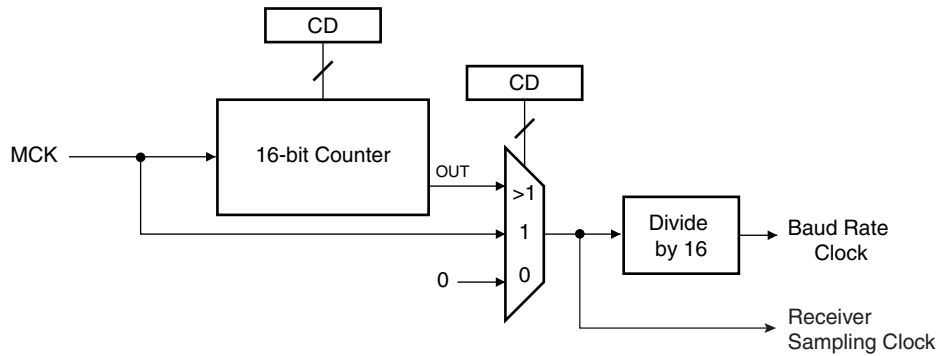 CD
CD
MCK
16-bit Counter
OUT
>1
1
0
0
Divide
by 16
Baud Rate
Clock
Receiver
Sampling Clock